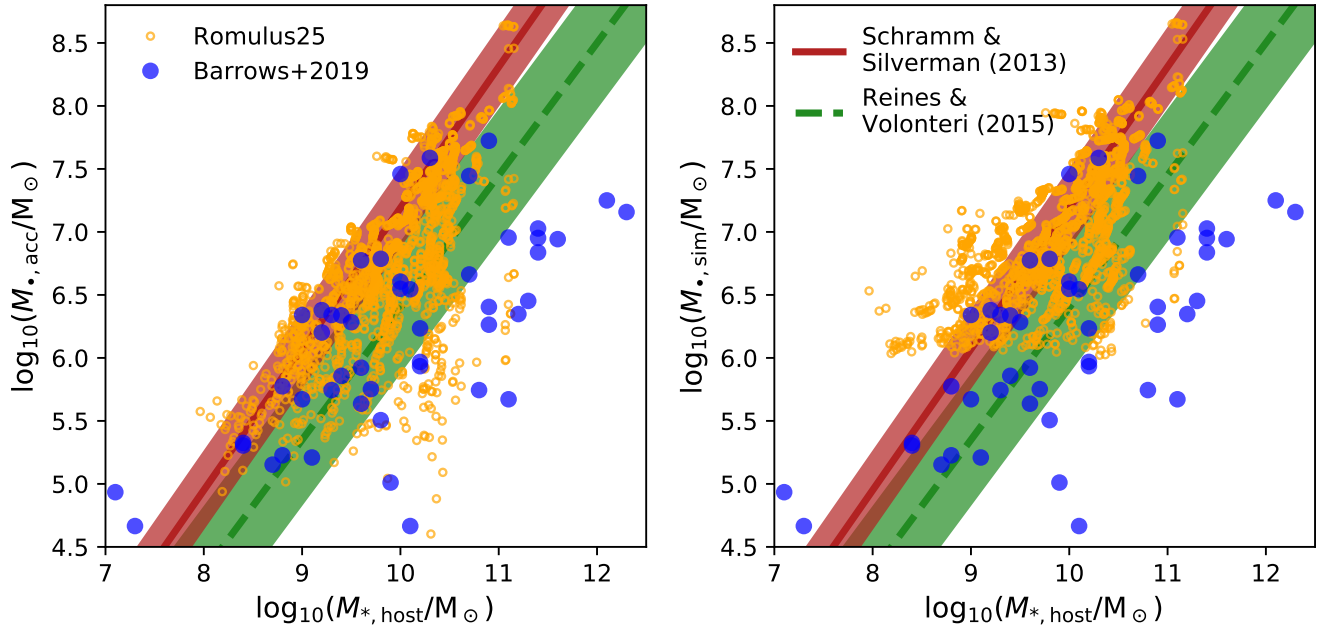 Romulus25
Barrows+2019
8.5
8.0
7.5
7.0
6.5
6.0
5.5
5.0
4.5
log₁₀(M•, acc/M⊙)
7 8 9 10 11 12
log₁₀(M*, host/M⊙)
Schramm &
Silverman (2013)
Reines &
Volonteri (2015)
8.5
8.0
7.5
7.0
6.5
6.0
5.5
5.0
4.5
log₁₀(M•, sim/M⊙)
7 8 9 10 11 12
log₁₀(M*, host/M⊙)